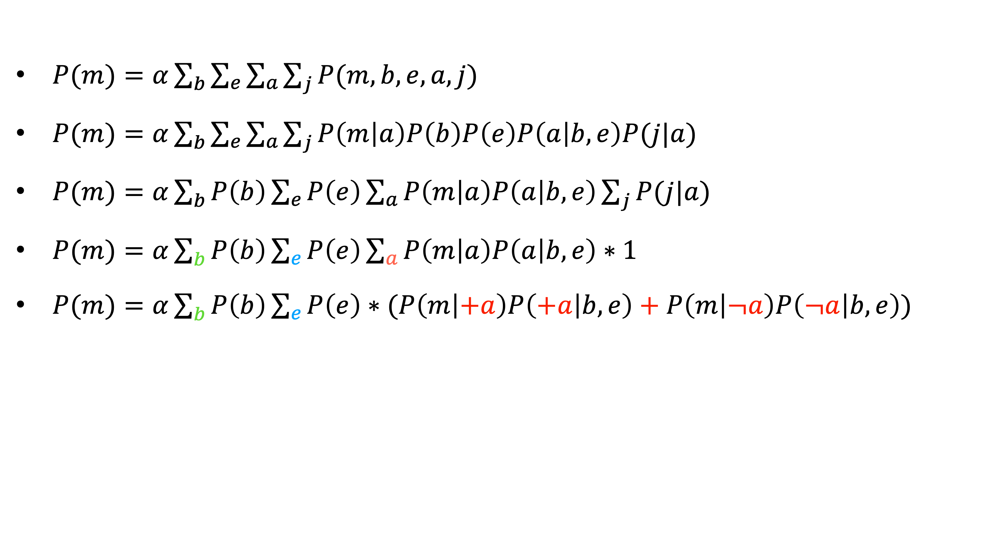 • P(m) = α ∑_b ∑_e ∑_a ∑_j P(m, b, e, a, j)
• P(m) = α ∑_b ∑_e ∑_a ∑_j P(m|a)P(b)P(e)P(a|b, e)P(j|a)
• P(m) = α ∑_b P(b) ∑_e P(e) ∑_a P(m|a)P(a|b, e) ∑_j P(j|a)
• P(m) = α ∑_b P(b) ∑_e P(e) ∑_a P(m|a)P(a|b, e) * 1
• P(m) = α ∑_b P(b) ∑_e P(e) * (P(m|+a)P(+a|b, e) + P(m|¬a)P(¬a|b, e))